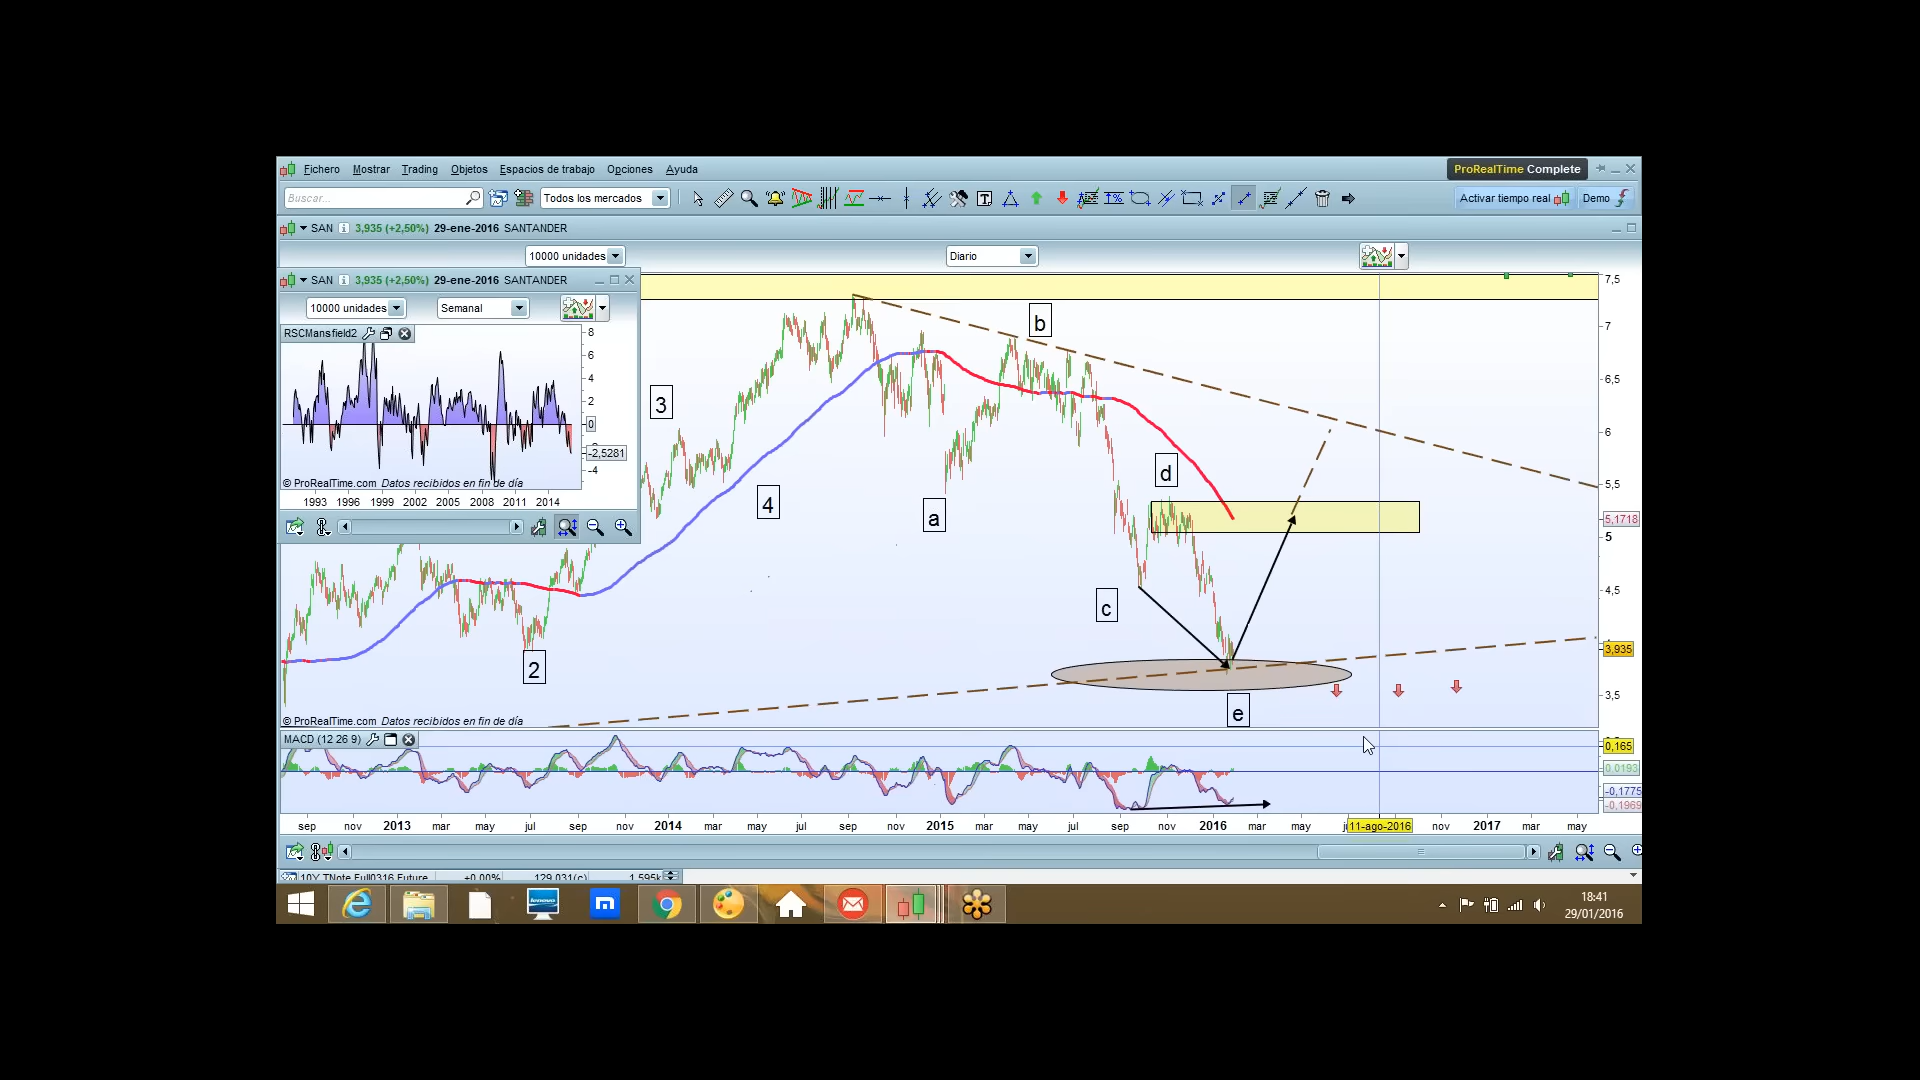 Fichero Mostrar Trading Objetos Espacios de trabajo Opciones Ayuda ProRealTime Complete
Buscar... Todos los mercados Activar tiempo real Demo
SAN 3,935 (+2,50%) 29-ene-2016 SANTANDER
10000 unidades Diario
SAN 3,935 (+2,50%) 29-ene-2016 SANTANDER
10000 unidades Semanal
RSCMansfield2
8
6
4
2
0
-2,5281
-4
© ProRealTime.com Datos recibidos en fin de día
1993 1996 1999 2002 2005 2008 2011 2014
7,5
7
6,5
6
5,5
5,1718
5
4,5
3,935
3,5
b
3
d
4
a
c
2
e
© ProRealTime.com Datos recibidos en fin de día
MACD (12 26 9)
0,165
0,0193
-0,1775
-0,1969
sep nov 2013 mar may jul sep nov 2014 mar may jul sep nov 2015 mar may jul sep nov 2016 mar may 11-ago-2016 nov 2017 mar may
10Y TNote Full0316 Future +0,00% 129,031(c) 1,595k
lenovo
18:41
29/01/2016